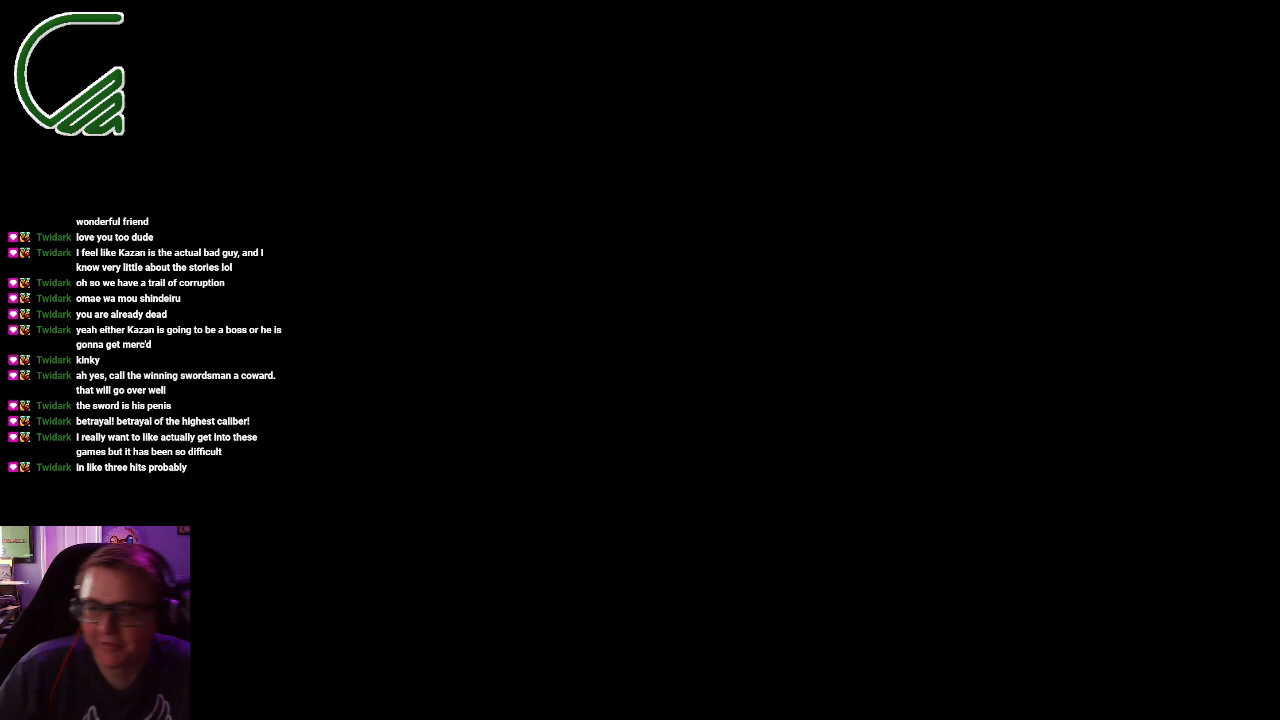 wonderful friend
Twidark love you too dude
Twidark I feel like Kazan is the actual bad guy, and I
know very little about the stories lol
Twidark oh so we have a trail of corruption
Twidark omae wa mou shindeiru
Twidark you are already dead
Twidark yeah either Kazan is going to be a boss or he is
gonna get merc'd
Twidark kinky
Twidark ah yes, call the winning swordsman a coward.
that will go over well
Twidark the sword is his penis
Twidark betrayal! betrayal of the highest caliber!
Twidark I really want to like actually get into these
games but it has been so difficult
Twidark in like three hits probably